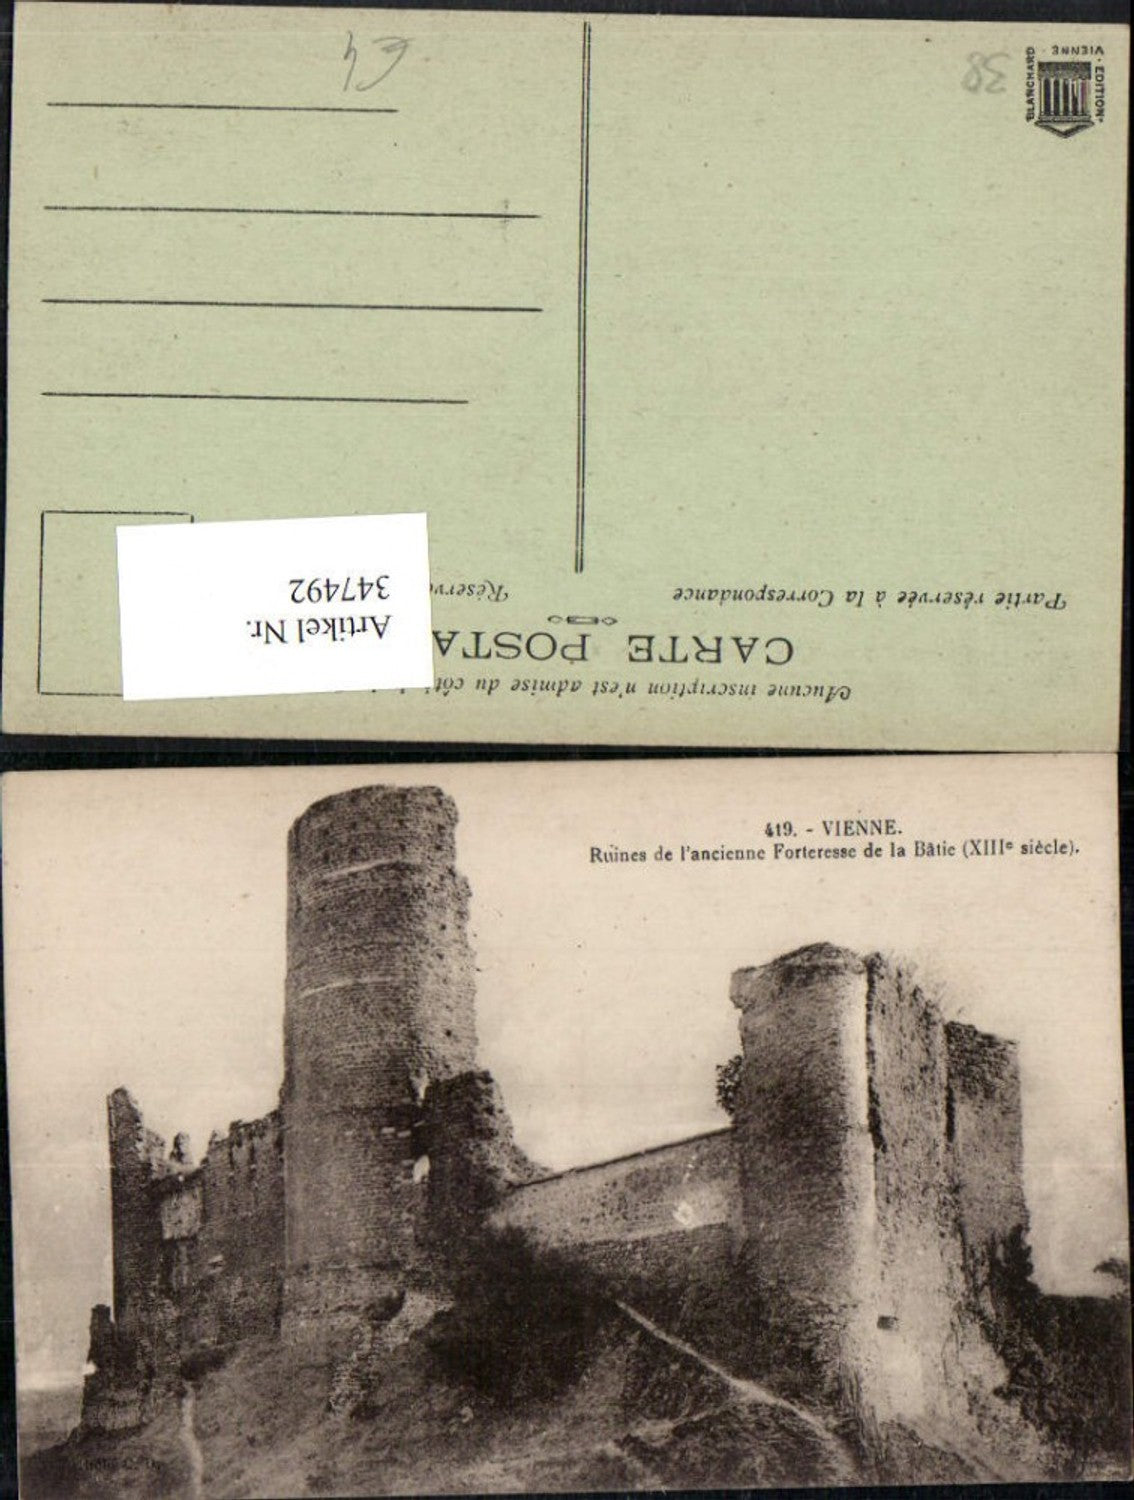 Aucune inscription n'est admise du côté
CARTE POSTA
Partie réservée à la Correspondance
Réserv
Artikel Nr.
347492
BLANCHARD
VIENNE
EDITION
38
419. - VIENNE.
Ruines de l'ancienne Forteresse de la Bâtie (XIIIe siècle).